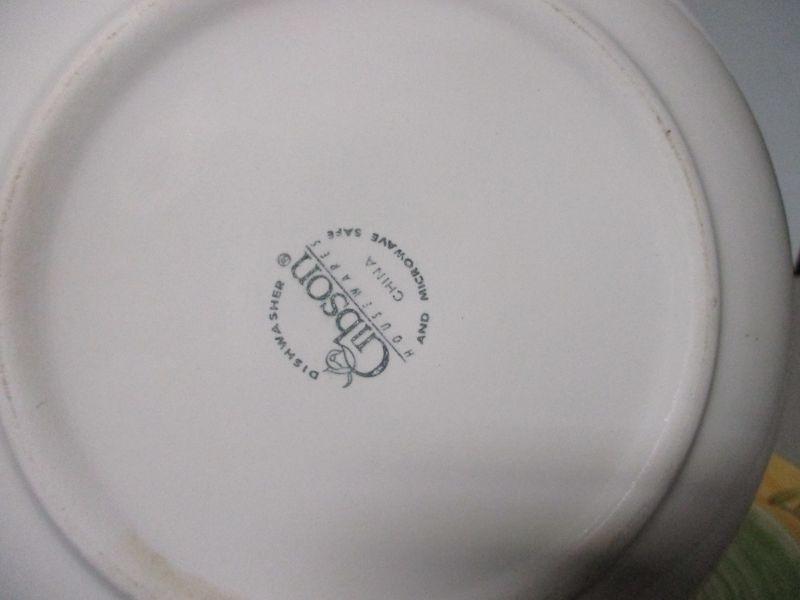 DISHWASHER
Gibson®
HOUSEWARES
CHINA
AND MICROWAVE SAFE